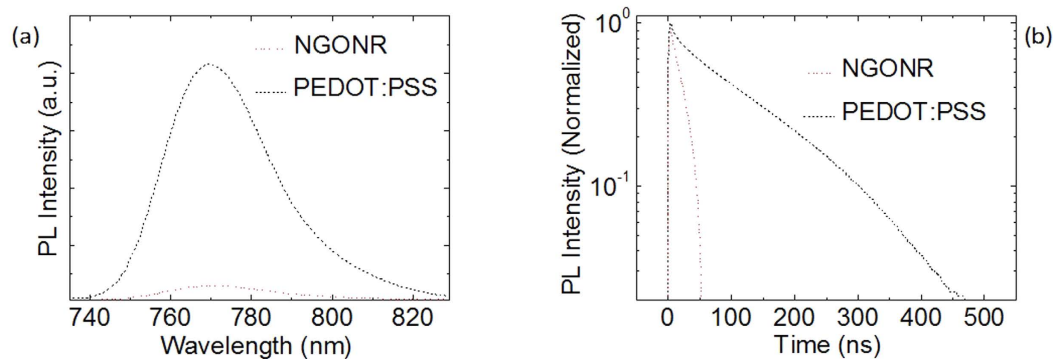 (a)
NGONR
PEDOT:PSS
PL Intensity (a.u.)
740 760 780 800 820
Wavelength (nm)
(b)
NGONR
PEDOT:PSS
PL Intensity (Normalized)
10⁰
10⁻¹
0 100 200 300 400 500
Time (ns)